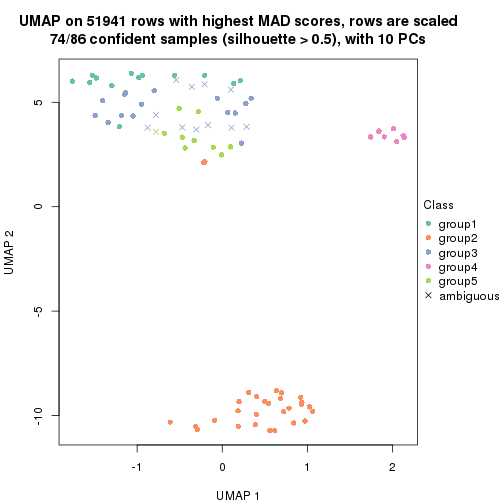 UMAP on 51941 rows with highest MAD scores, rows are scaled
74/86 confident samples (silhouette > 0.5), with 10 PCs
5
0
-5
-10
UMAP 2
-1
0
1
2
UMAP 1
Class
group1
group2
group3
group4
group5
ambiguous